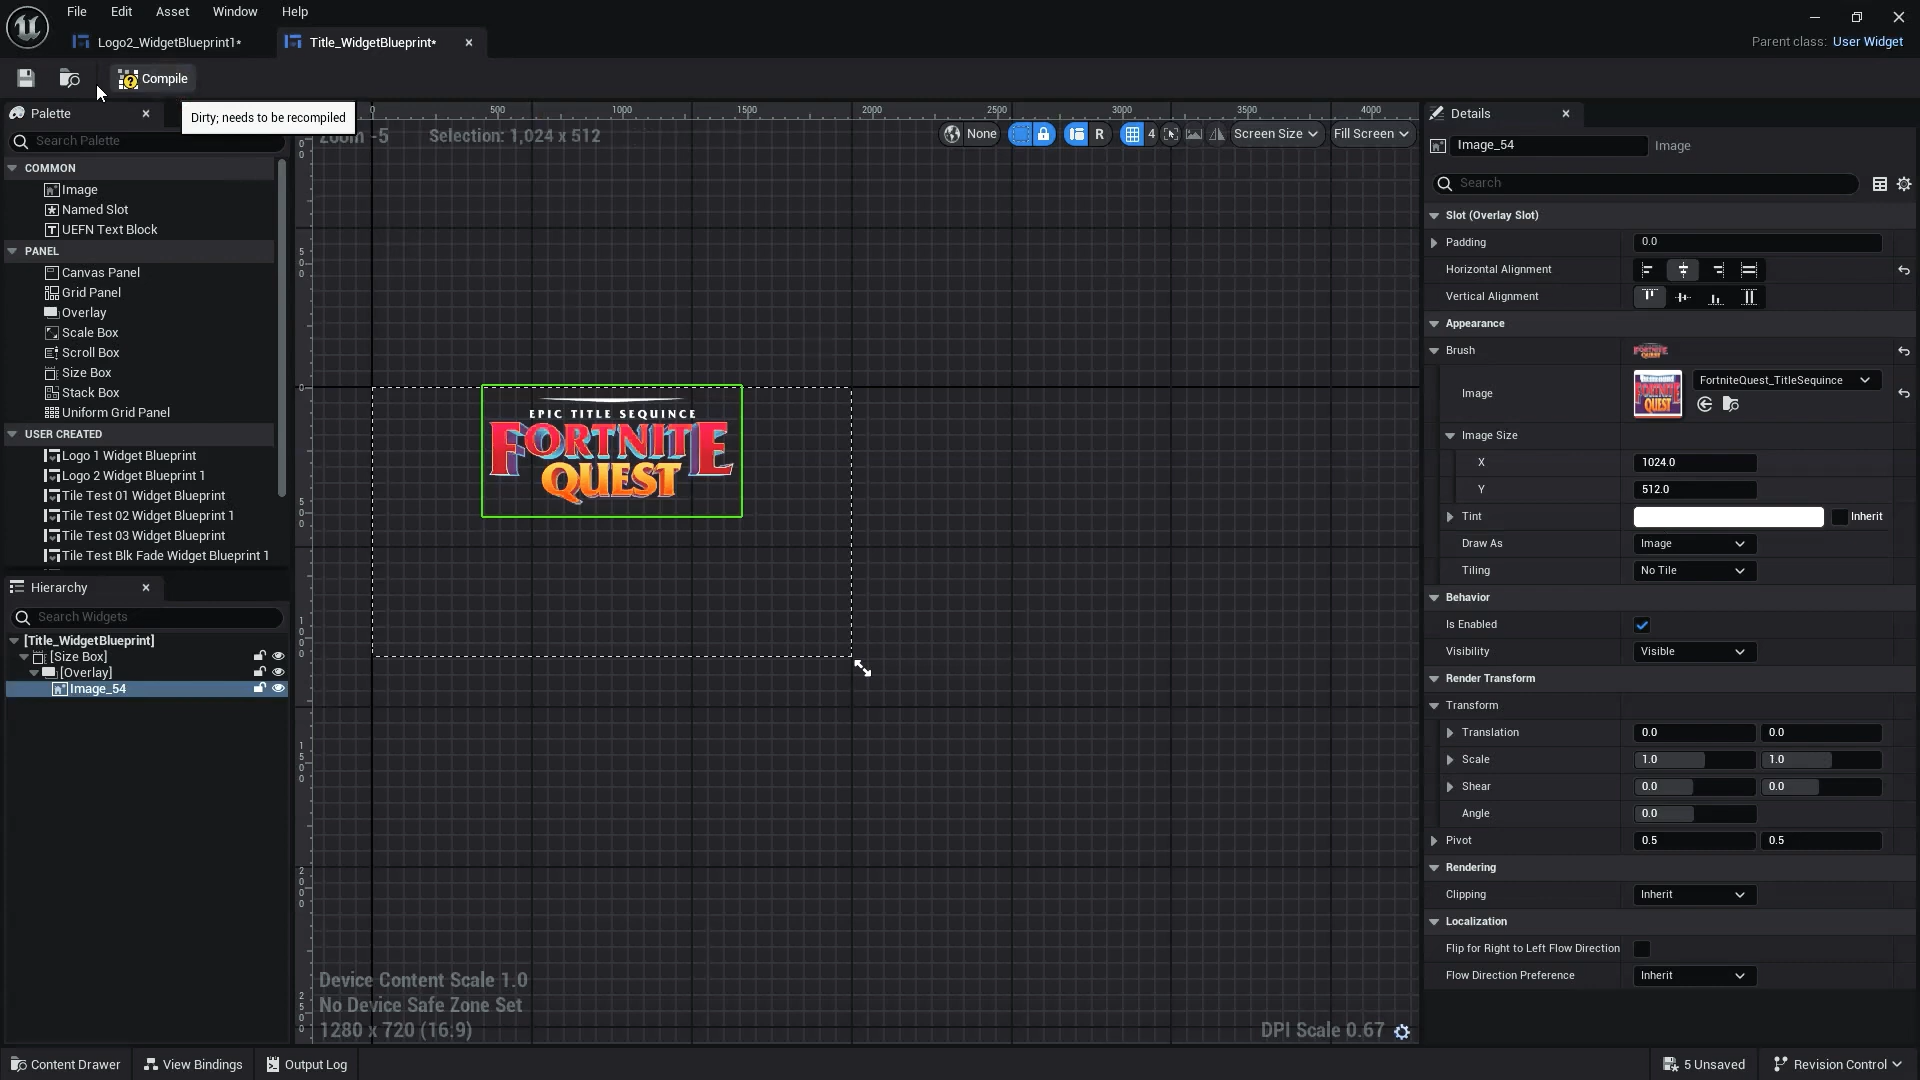 File Edit Asset Window Help
Logo2_WidgetBlueprint1*
Title_WidgetBlueprint*
Parent class: User Widget
Compile
Dirty; needs to be recompiled
Palette
Search Palette
COMMON
Image
Named Slot
UEFN Text Block
PANEL
Canvas Panel
Grid Panel
Overlay
Scale Box
Scroll Box
Size Box
Stack Box
Uniform Grid Panel
USER CREATED
Logo 1 Widget Blueprint
Logo 2 Widget Blueprint 1
Tile Test 01 Widget Blueprint
Tile Test 02 Widget Blueprint 1
Tile Test 03 Widget Blueprint
Tile Test Blk Fade Widget Blueprint 1
Hierarchy
Search Widgets
[Title_WidgetBlueprint]
[Size Box]
[Overlay]
Image_54
0 500 1000 1500 2000 2500 3000 3500 4000
Zoom -5
Selection: 1,024 x 512
None
R
4
Screen Size
Fill Screen
0
500
1000
1500
2000
2500
EPIC TITLE SEQUINCE
FORTNITE
QUEST
Device Content Scale 1.0
No Device Safe Zone Set
1280 x 720 (16:9)
DPI Scale 0.67
Details
Image_54 Image
Search
Slot (Overlay Slot)
Padding 0.0
Horizontal Alignment
Vertical Alignment
Appearance
Brush
Image FortniteQuest_TitleSequince
Image Size
X 1024.0
Y 512.0
Tint Inherit
Draw As Image
Tiling No Tile
Behavior
Is Enabled
Visibility Visible
Render Transform
Transform
Translation 0.0 0.0
Scale 1.0 1.0
Shear 0.0 0.0
Angle 0.0
Pivot 0.5 0.5
Rendering
Clipping Inherit
Localization
Flip for Right to Left Flow Direction
Flow Direction Preference Inherit
Content Drawer View Bindings Output Log
5 Unsaved Revision Control